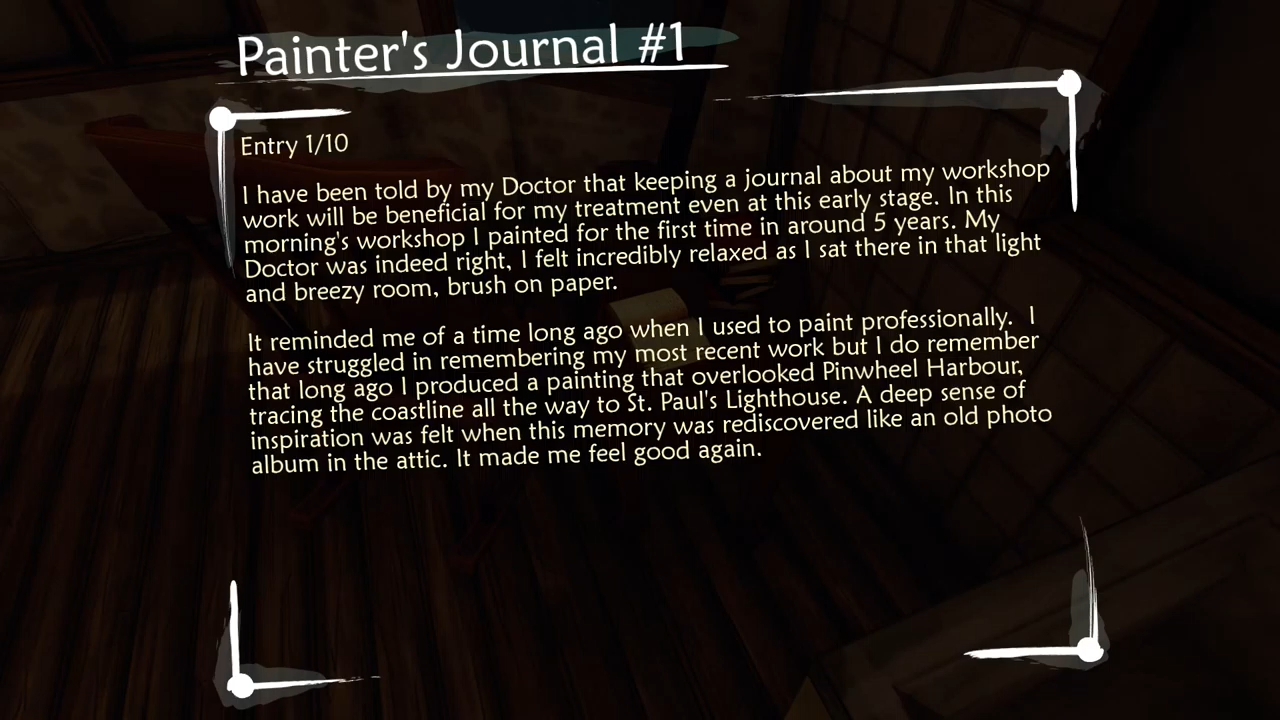 Painter's Journal #1
Entry 1/10
I have been told by my Doctor that keeping a journal about my workshop
work will be beneficial for my treatment even at this early stage. In this
morning's workshop I painted for the first time in around 5 years. My
Doctor was indeed right, I felt incredibly relaxed as I sat there in that light
and breezy room, brush on paper.
It reminded me of a time long ago when I used to paint professionally. I
have struggled in remembering my most recent work but I do remember
that long ago I produced a painting that overlooked Pinwheel Harbour,
tracing the coastline all the way to St. Paul's Lighthouse. A deep sense of
inspiration was felt when this memory was rediscovered like an old photo
album in the attic. It made me feel good again.